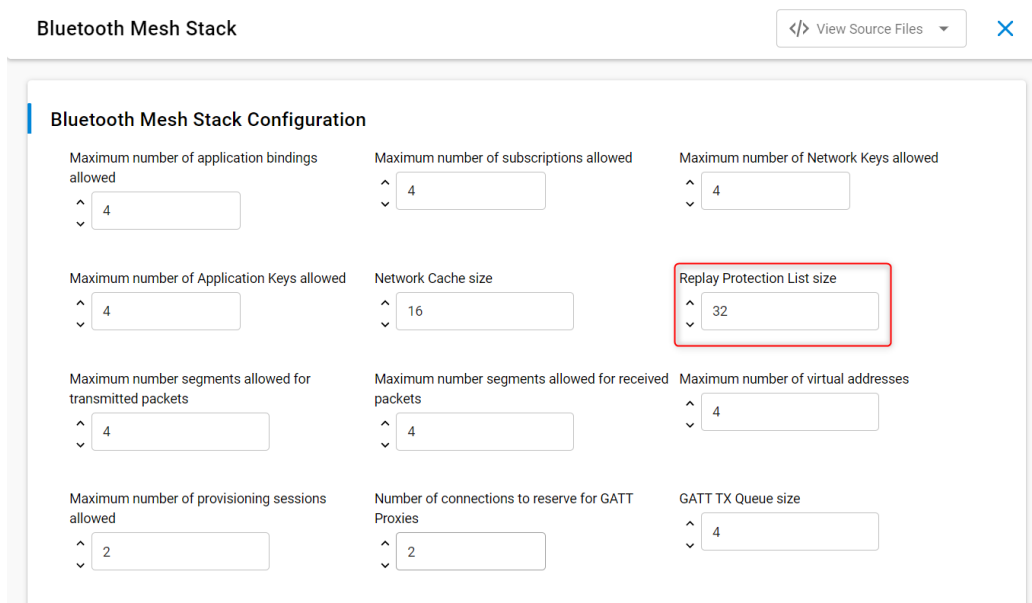 Bluetooth Mesh Stack
</> View Source Files
Bluetooth Mesh Stack Configuration
Maximum number of application bindings
allowed
4
Maximum number of subscriptions allowed
4
Maximum number of Network Keys allowed
4
Maximum number of Application Keys allowed
4
Network Cache size
16
Replay Protection List size
32
Maximum number segments allowed for
transmitted packets
4
Maximum number segments allowed for received
packets
4
Maximum number of virtual addresses
4
Maximum number of provisioning sessions
allowed
2
Number of connections to reserve for GATT
Proxies
2
GATT TX Queue size
4